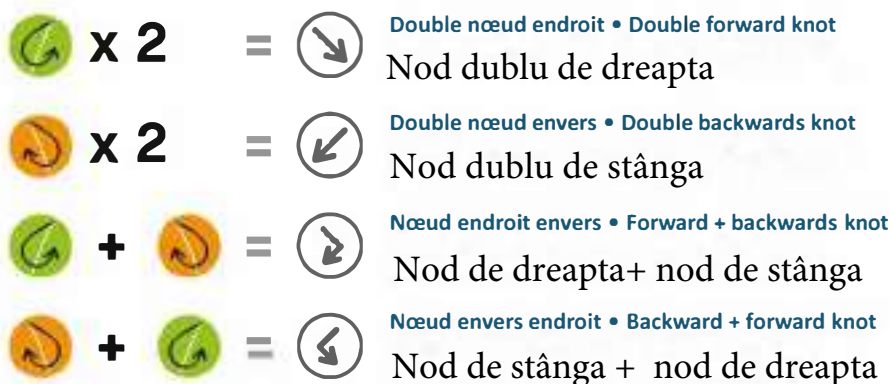 x 2 = Double nœud endroit • Double forward knot
Nod dublu de dreapta
x 2 = Double nœud envers • Double backwards knot
Nod dublu de stânga
+ = Nœud endroit envers • Forward + backwards knot
Nod de dreapta+ nod de stânga
+ = Nœud envers endroit • Backward + forward knot
Nod de stânga + nod de dreapta